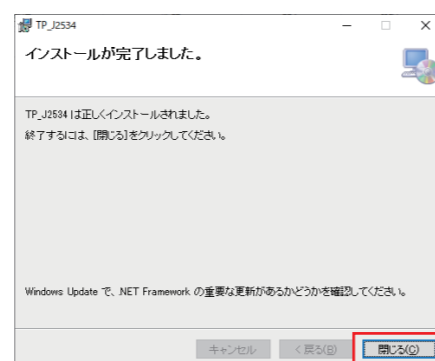 TP_J2534
インストールが完了しました。
TP_J2534 は正しくインストールされました。
終了するには、[閉じる]をクリックしてください。
Windows Update で、.NET Framework の重要な更新があるかどうかを確認してください。
キャンセル < 戻る(B) 閉じる(C)